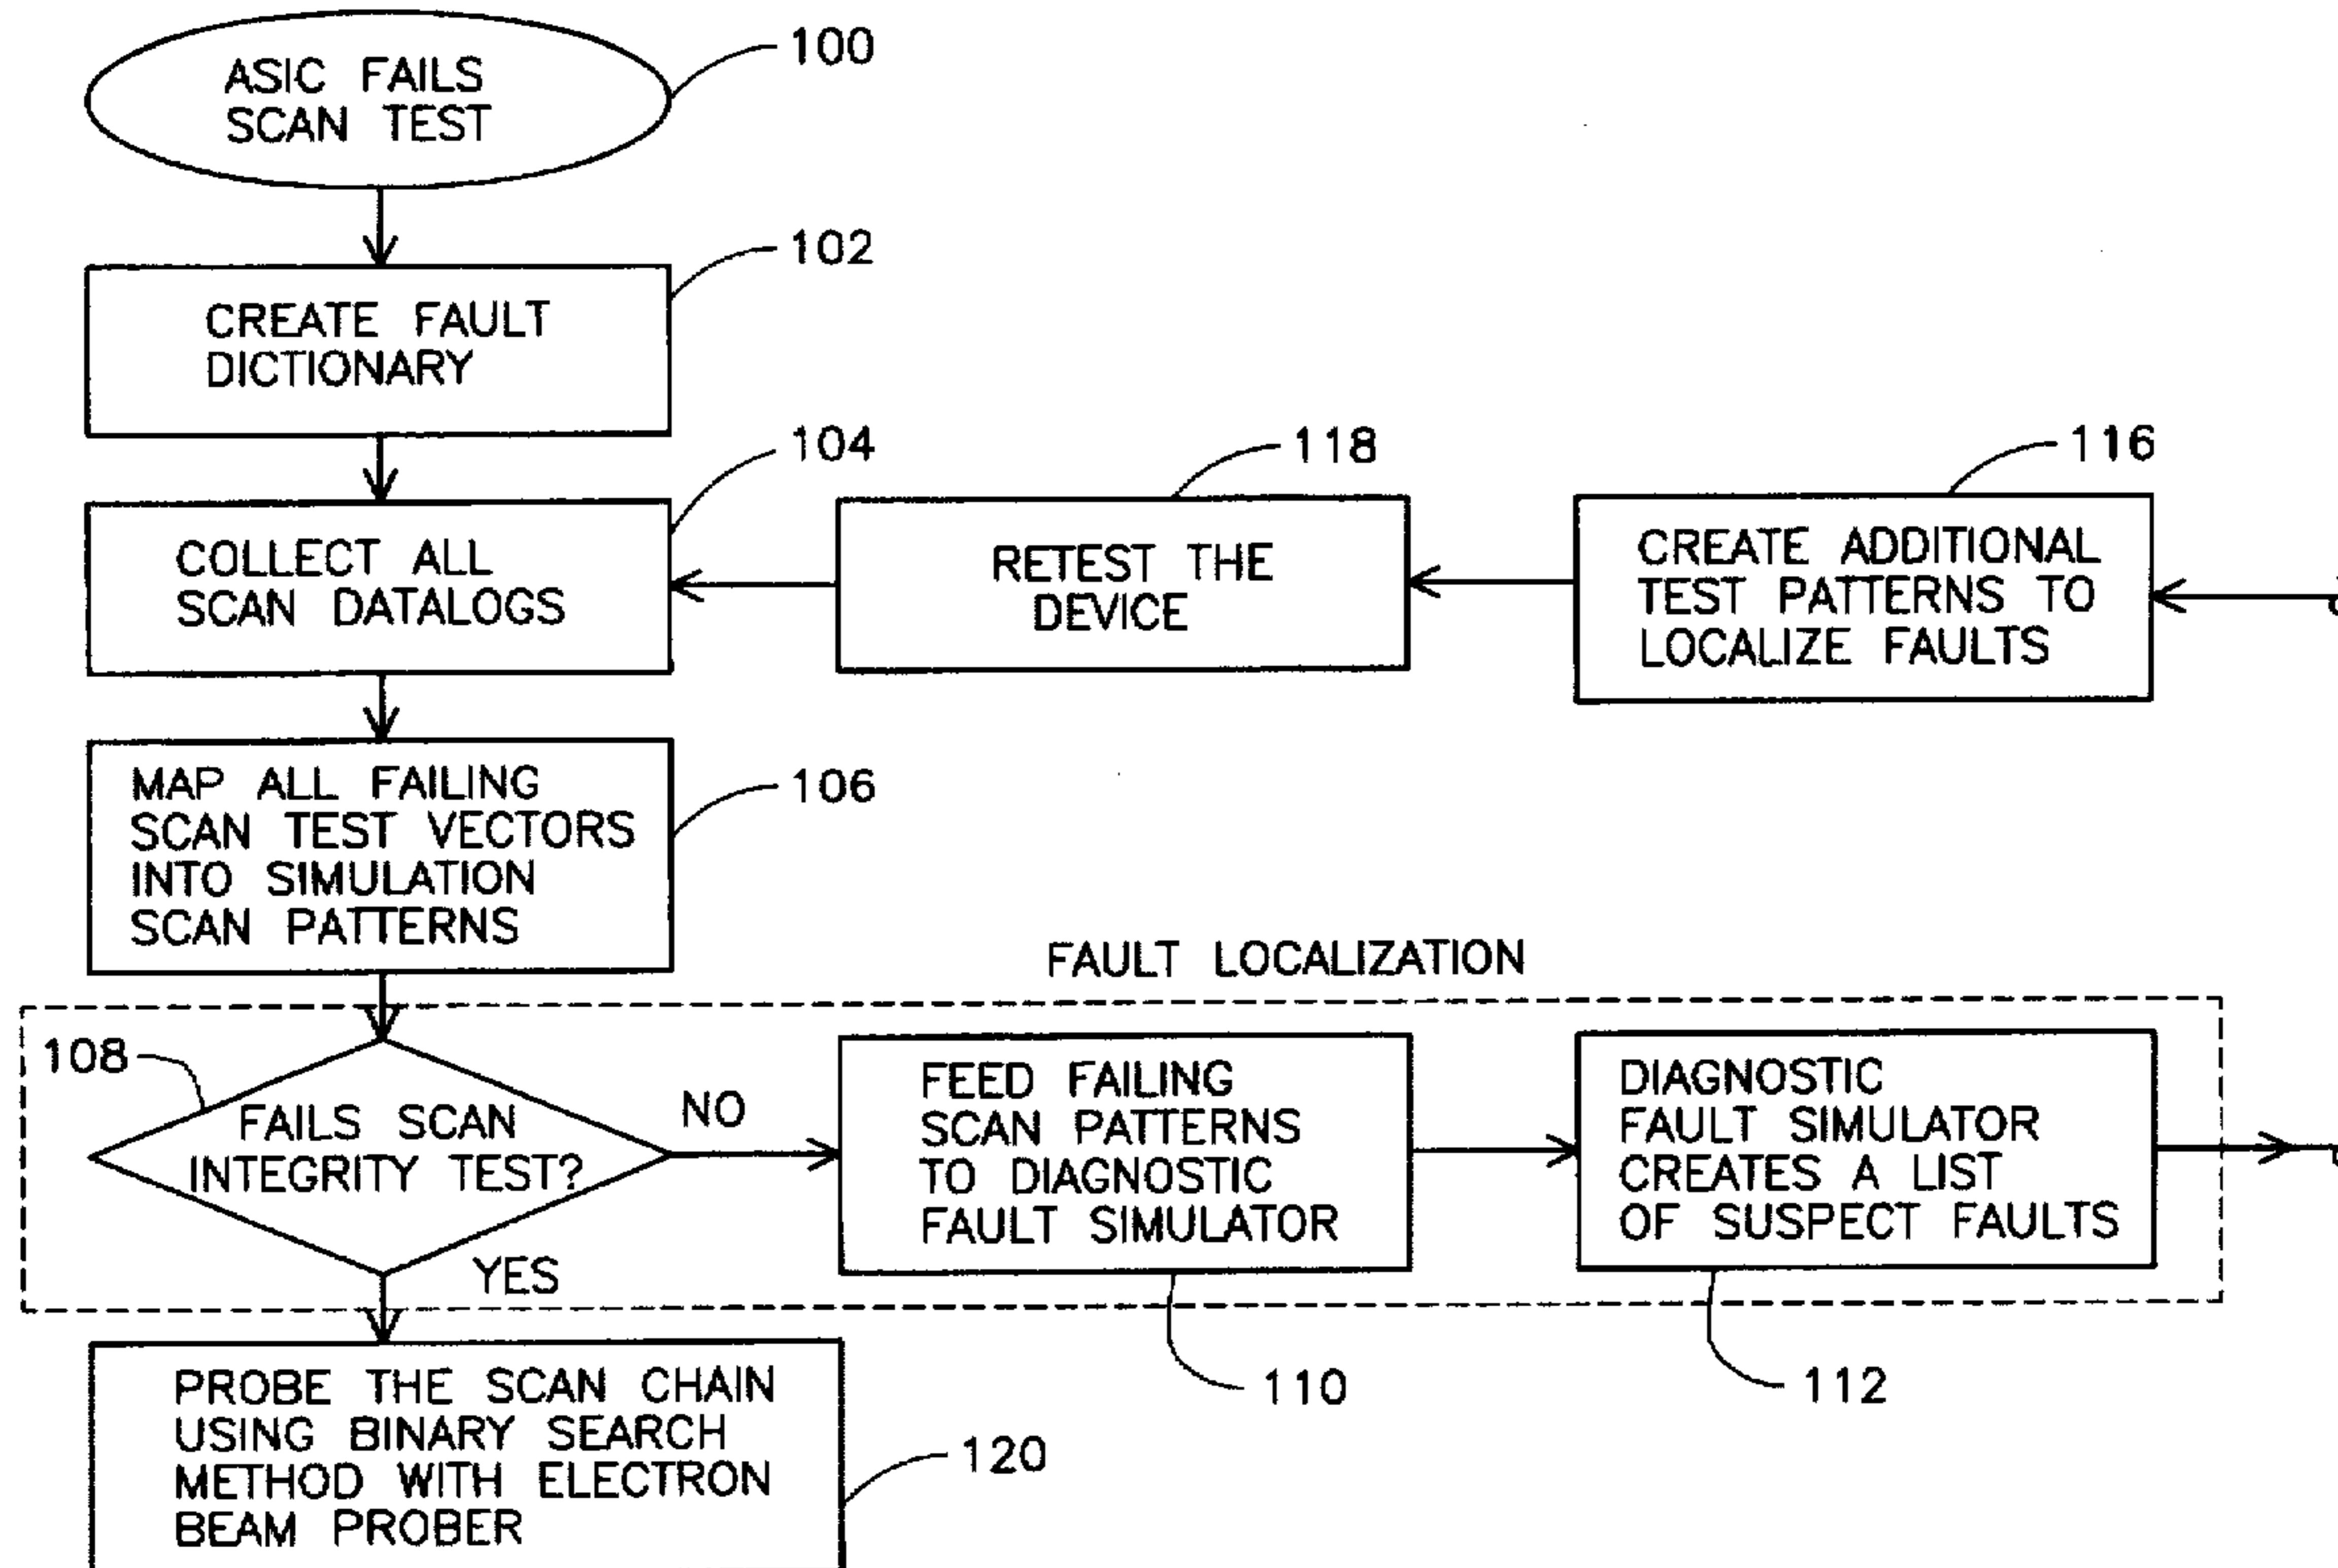 ASIC FAILS
SCAN TEST
100
CREATE FAULT
DICTIONARY
102
COLLECT ALL
SCAN DATALOGS
104
RETEST THE
DEVICE
118
CREATE ADDITIONAL
TEST PATTERNS TO
LOCALIZE FAULTS
116
MAP ALL FAILING
SCAN TEST VECTORS
INTO SIMULATION
SCAN PATTERNS
106
FAULT LOCALIZATION
108
FAILS SCAN
INTEGRITY TEST?
NO
YES
FEED FAILING
SCAN PATTERNS
TO DIAGNOSTIC
FAULT SIMULATOR
110
DIAGNOSTIC
FAULT SIMULATOR
CREATES A LIST
OF SUSPECT FAULTS
112
PROBE THE SCAN CHAIN
USING BINARY SEARCH
METHOD WITH ELECTRON
BEAM PROBER
120